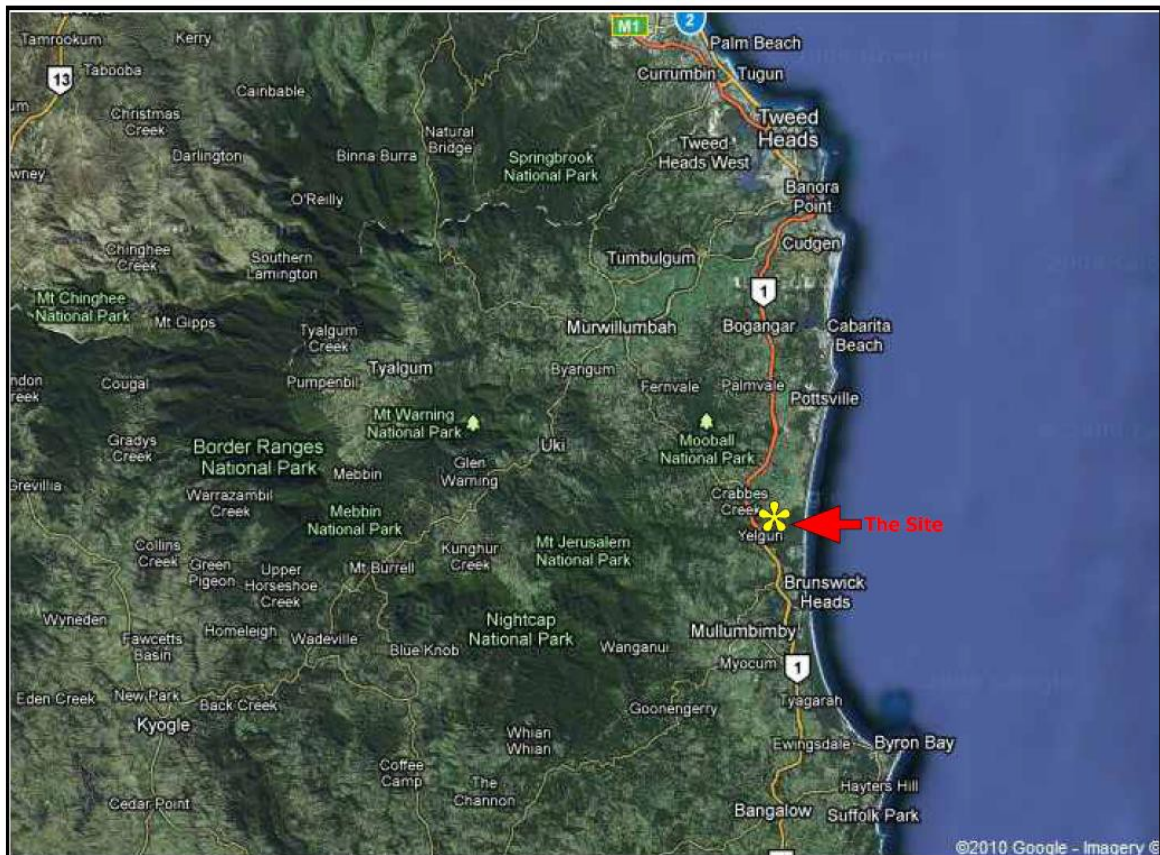 M1
2
Palm Beach
Tamrookum
Kerry
Currumbin
Tugun
13
Tabooba
Cainbable
Christmas
Creek
Tweed
Heads
Natural
Bridge
Tweed
Heads West
Darlington
Binna Burra
Springbrook
National Park
O'Reilly
Banora
Point
Cudgen
Chinghee
Creek
Southern
Lamington
Tumbulgum
1
Mt Chinghee
National Park
Mt Gipps
Tyalgum
Creek
Murwillumbah
Bogangar
Cabarita
Beach
Tyalgum
Byangum
Cougal
Pumpenbil
Fernvale
Palmvale
Pottsville
Mt Warning
National Park
Gradys
Creek
Border Ranges
National Park
Uki
Mooball
National Park
Mebbin
Glen
Warning
Grevillia
Warrazambil
Creek
Crabbes
Creek
*
The Site
Mebbin
National Park
Yelgun
Collins
Creek
Green
Pigeon
Upper
Horseshoe
Creek
Mt Burrell
Kunghur
Creek
Mt Jerusalem
National Park
Brunswick
Heads
Wyneden
Fawcetts
Basin
Homeleigh
Wadeville
Blue Knob
Nightcap
National Park
Wanganui
Mullumbimby
Myocum
1
Eden Creek
New Park
Back Creek
Kyogle
Goonengerry
Tyagarah
Whian
Whian
Ewingsdale
Byron Bay
Coffee
Camp
The
Channon
Hayters Hill
Cedar Point
Bangalow
Suffolk Park
©2010 Google - Imagery ©